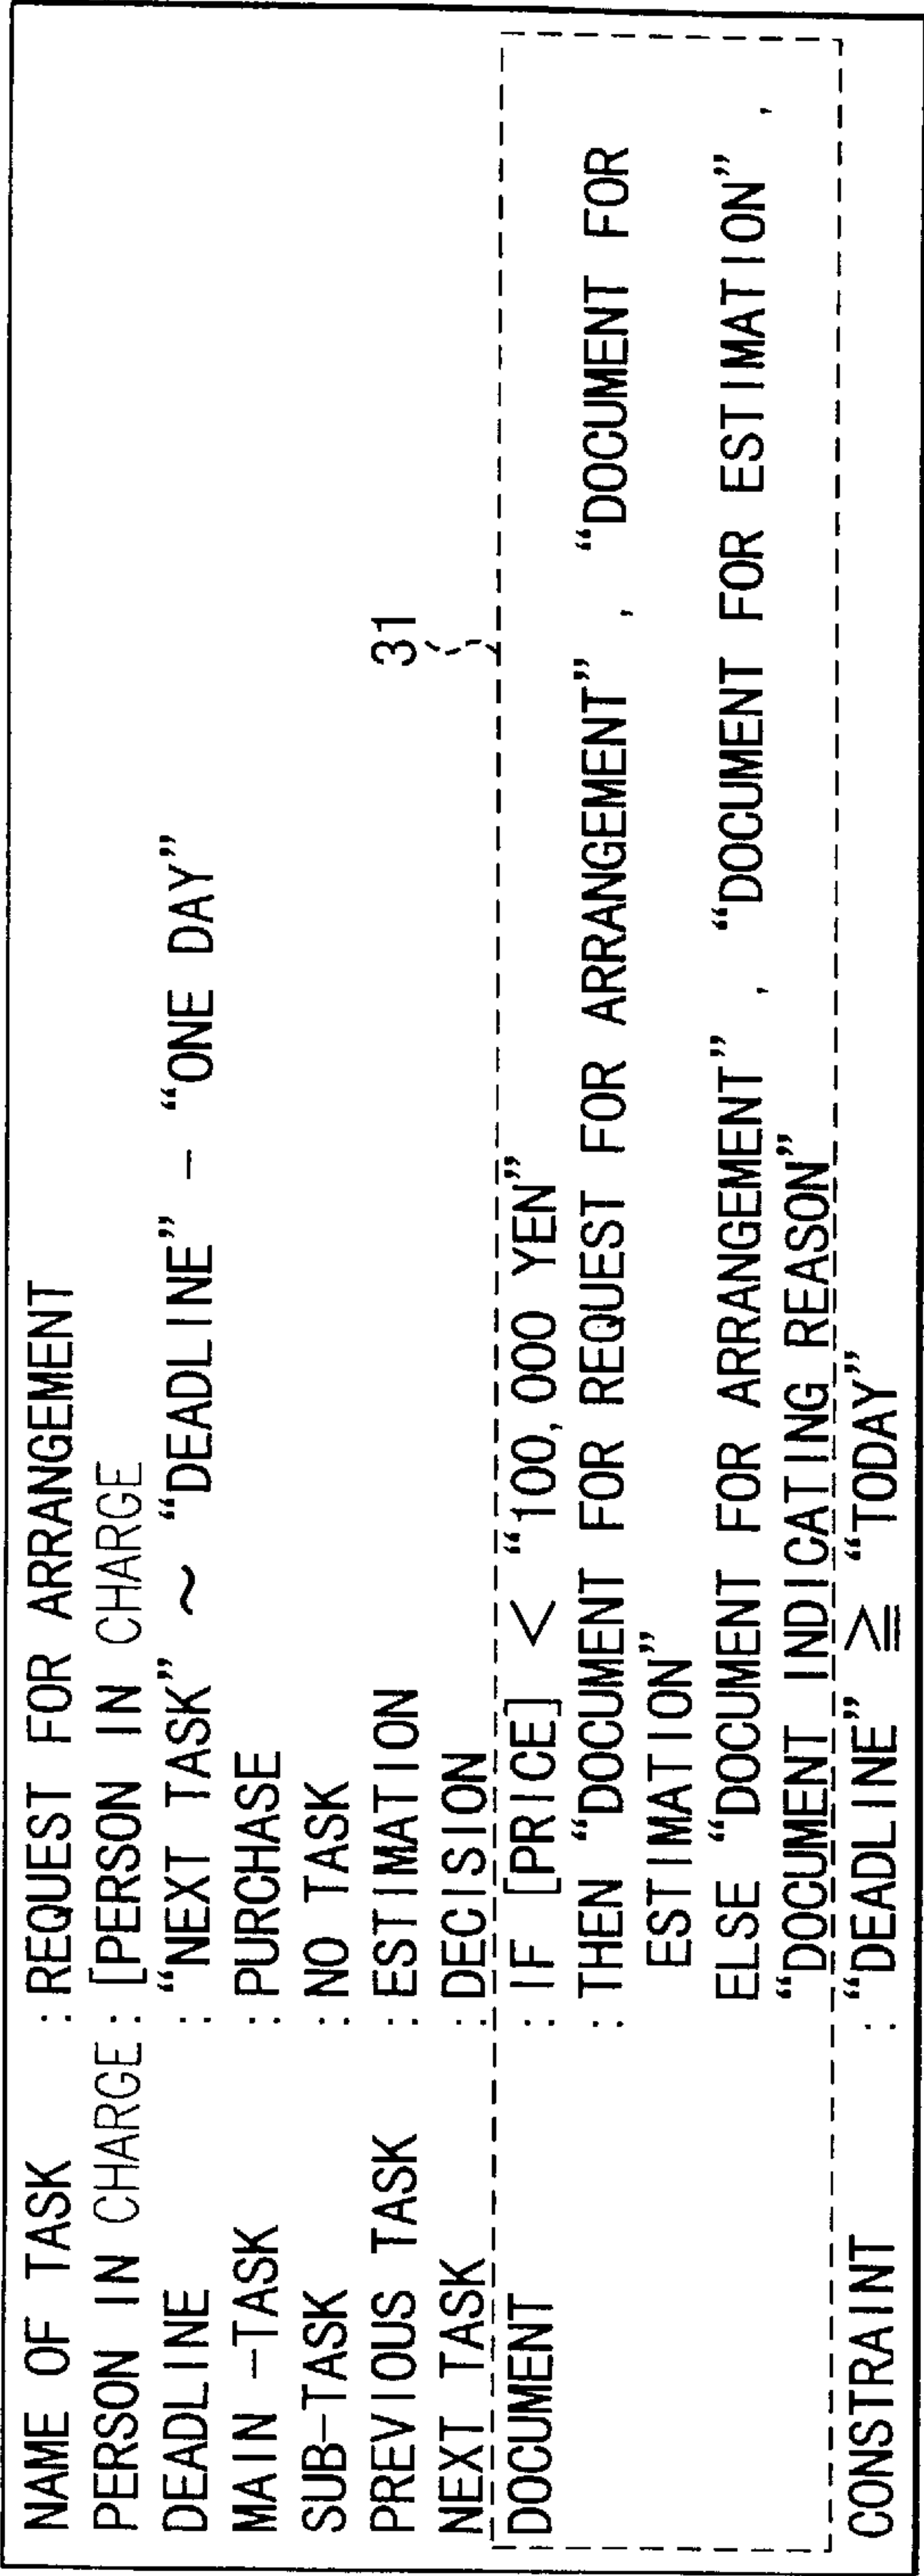 NAME OF TASK : REQUEST FOR ARRANGEMENT
PERSON IN CHARGE : [PERSON IN CHARGE
DEADLINE : “NEXT TASK” ~ “DEADLINE” – “ONE DAY”
MAIN -TASK : PURCHASE
SUB-TASK : NO TASK
PREVIOUS TASK : ESTIMATION
NEXT TASK : DECISION
31
DOCUMENT : IF [PRICE] < “100,000 YEN”
: THEN “DOCUMENT FOR REQUEST FOR ARRANGEMENT”, “DOCUMENT FOR
ESTIMATION”
ELSE “DOCUMENT FOR ARRANGEMENT”, “DOCUMENT FOR ESTIMATION”,
“DOCUMENT INDICATING REASON”
CONSTRAINT : “DEADLINE” ≧ “TODAY”